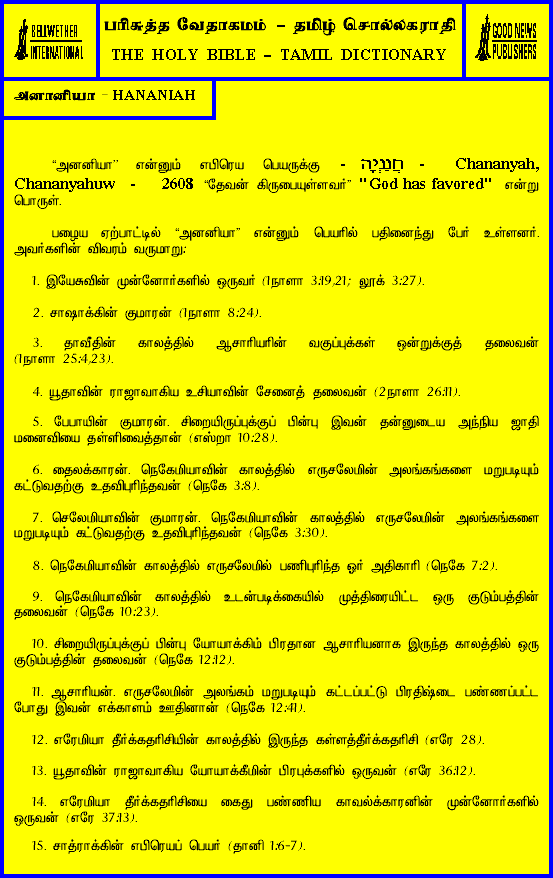 BELLWETHER
INTERNATIONAL
பரிசுத்த வேதாகமம் – தமிழ் சொல்லகராதி
THE HOLY BIBLE – TAMIL DICTIONARY
GOOD NEWS
PUBLISHERS
அனானியா – HANANIAH
“அனனியா” என்னும் எபிரெய பெயருக்கு - חֲנַנְיָה - Chananyah,
Chananyahuw - 2608 “தேவன் கிருபையுள்ளவர்” "God has favored" என்று
பொருள்.
பழைய ஏற்பாட்டில் “அனனியா” என்னும் பெயரில் பதினைந்து பேர் உள்ளனர்.
அவர்களின் விவரம் வருமாறு:
1. இயேசுவின் முன்னோர்களில் ஒருவர் (1நாளா 3:19,21; லூக் 3:27).
2. சாஷாக்கின் குமாரன் (1நாளா 8:24).
3. தாவீதின் காலத்தில் ஆசாரியரின் வகுப்புக்கள் ஒன்றுக்குத் தலைவன்
(1நாளா 25:4,23).
4. யூதாவின் ராஜாவாகிய உசியாவின் சேனைத் தலைவன் (2நாளா 26:11).
5. பேபாயின் குமாரன். சிறையிருப்புக்குப் பின்பு இவன் தன்னுடைய அந்நிய ஜாதி
மனைவியை தள்ளிவைத்தான் (எஸ்றா 10:28).
6. தைலக்காரன். நெகேமியாவின் காலத்தில் எருசலேமின் அலங்கங்களை மறுபடியும்
கட்டுவதற்கு உதவிபுரிந்தவன் (நெகே 3:8).
7. செலேமியாவின் குமாரன். நெகேமியாவின் காலத்தில் எருசலேமின் அலங்கங்களை
மறுபடியும் கட்டுவதற்கு உதவிபுரிந்தவன் (நெகே 3:30).
8. நெகேமியாவின் காலத்தில் எருசலேமில் பணிபுரிந்த ஓர் அதிகாரி (நெகே 7:2).
9. நெகேமியாவின் காலத்தில் உடன்படிக்கையில் முத்திரையிட்ட ஒரு குடும்பத்தின்
தலைவன் (நெகே 10:23).
10. சிறையிருப்புக்குப் பின்பு யோயாக்கிம் பிரதான ஆசாரியனாக இருந்த காலத்தில் ஒரு
குடும்பத்தின் தலைவன் (நெகே 12:12).
11. ஆசாரியன். எருசலேமின் அலங்கம் மறுபடியும் கட்டப்பட்டு பிரதிஷ்டை பண்ணப்பட்ட
போது இவன் எக்காளம் ஊதினான் (நெகே 12:41).
12. எரேமியா தீர்க்கதரிசியின் காலத்தில் இருந்த கள்ளத்தீர்க்கதரிசி (எரே 28).
13. யூதாவின் ராஜாவாகிய யோயாக்கீமின் பிரபுக்களில் ஒருவன் (எரே 36:12).
14. எரேமியா தீர்க்கதரிசியை கைது பண்ணிய காவல்க்காரனின் முன்னோர்களில்
ஒருவன் (எரே 37:13).
15. சாத்ராக்கின் எபிரெயப் பெயர் (தானி 1:6-7).